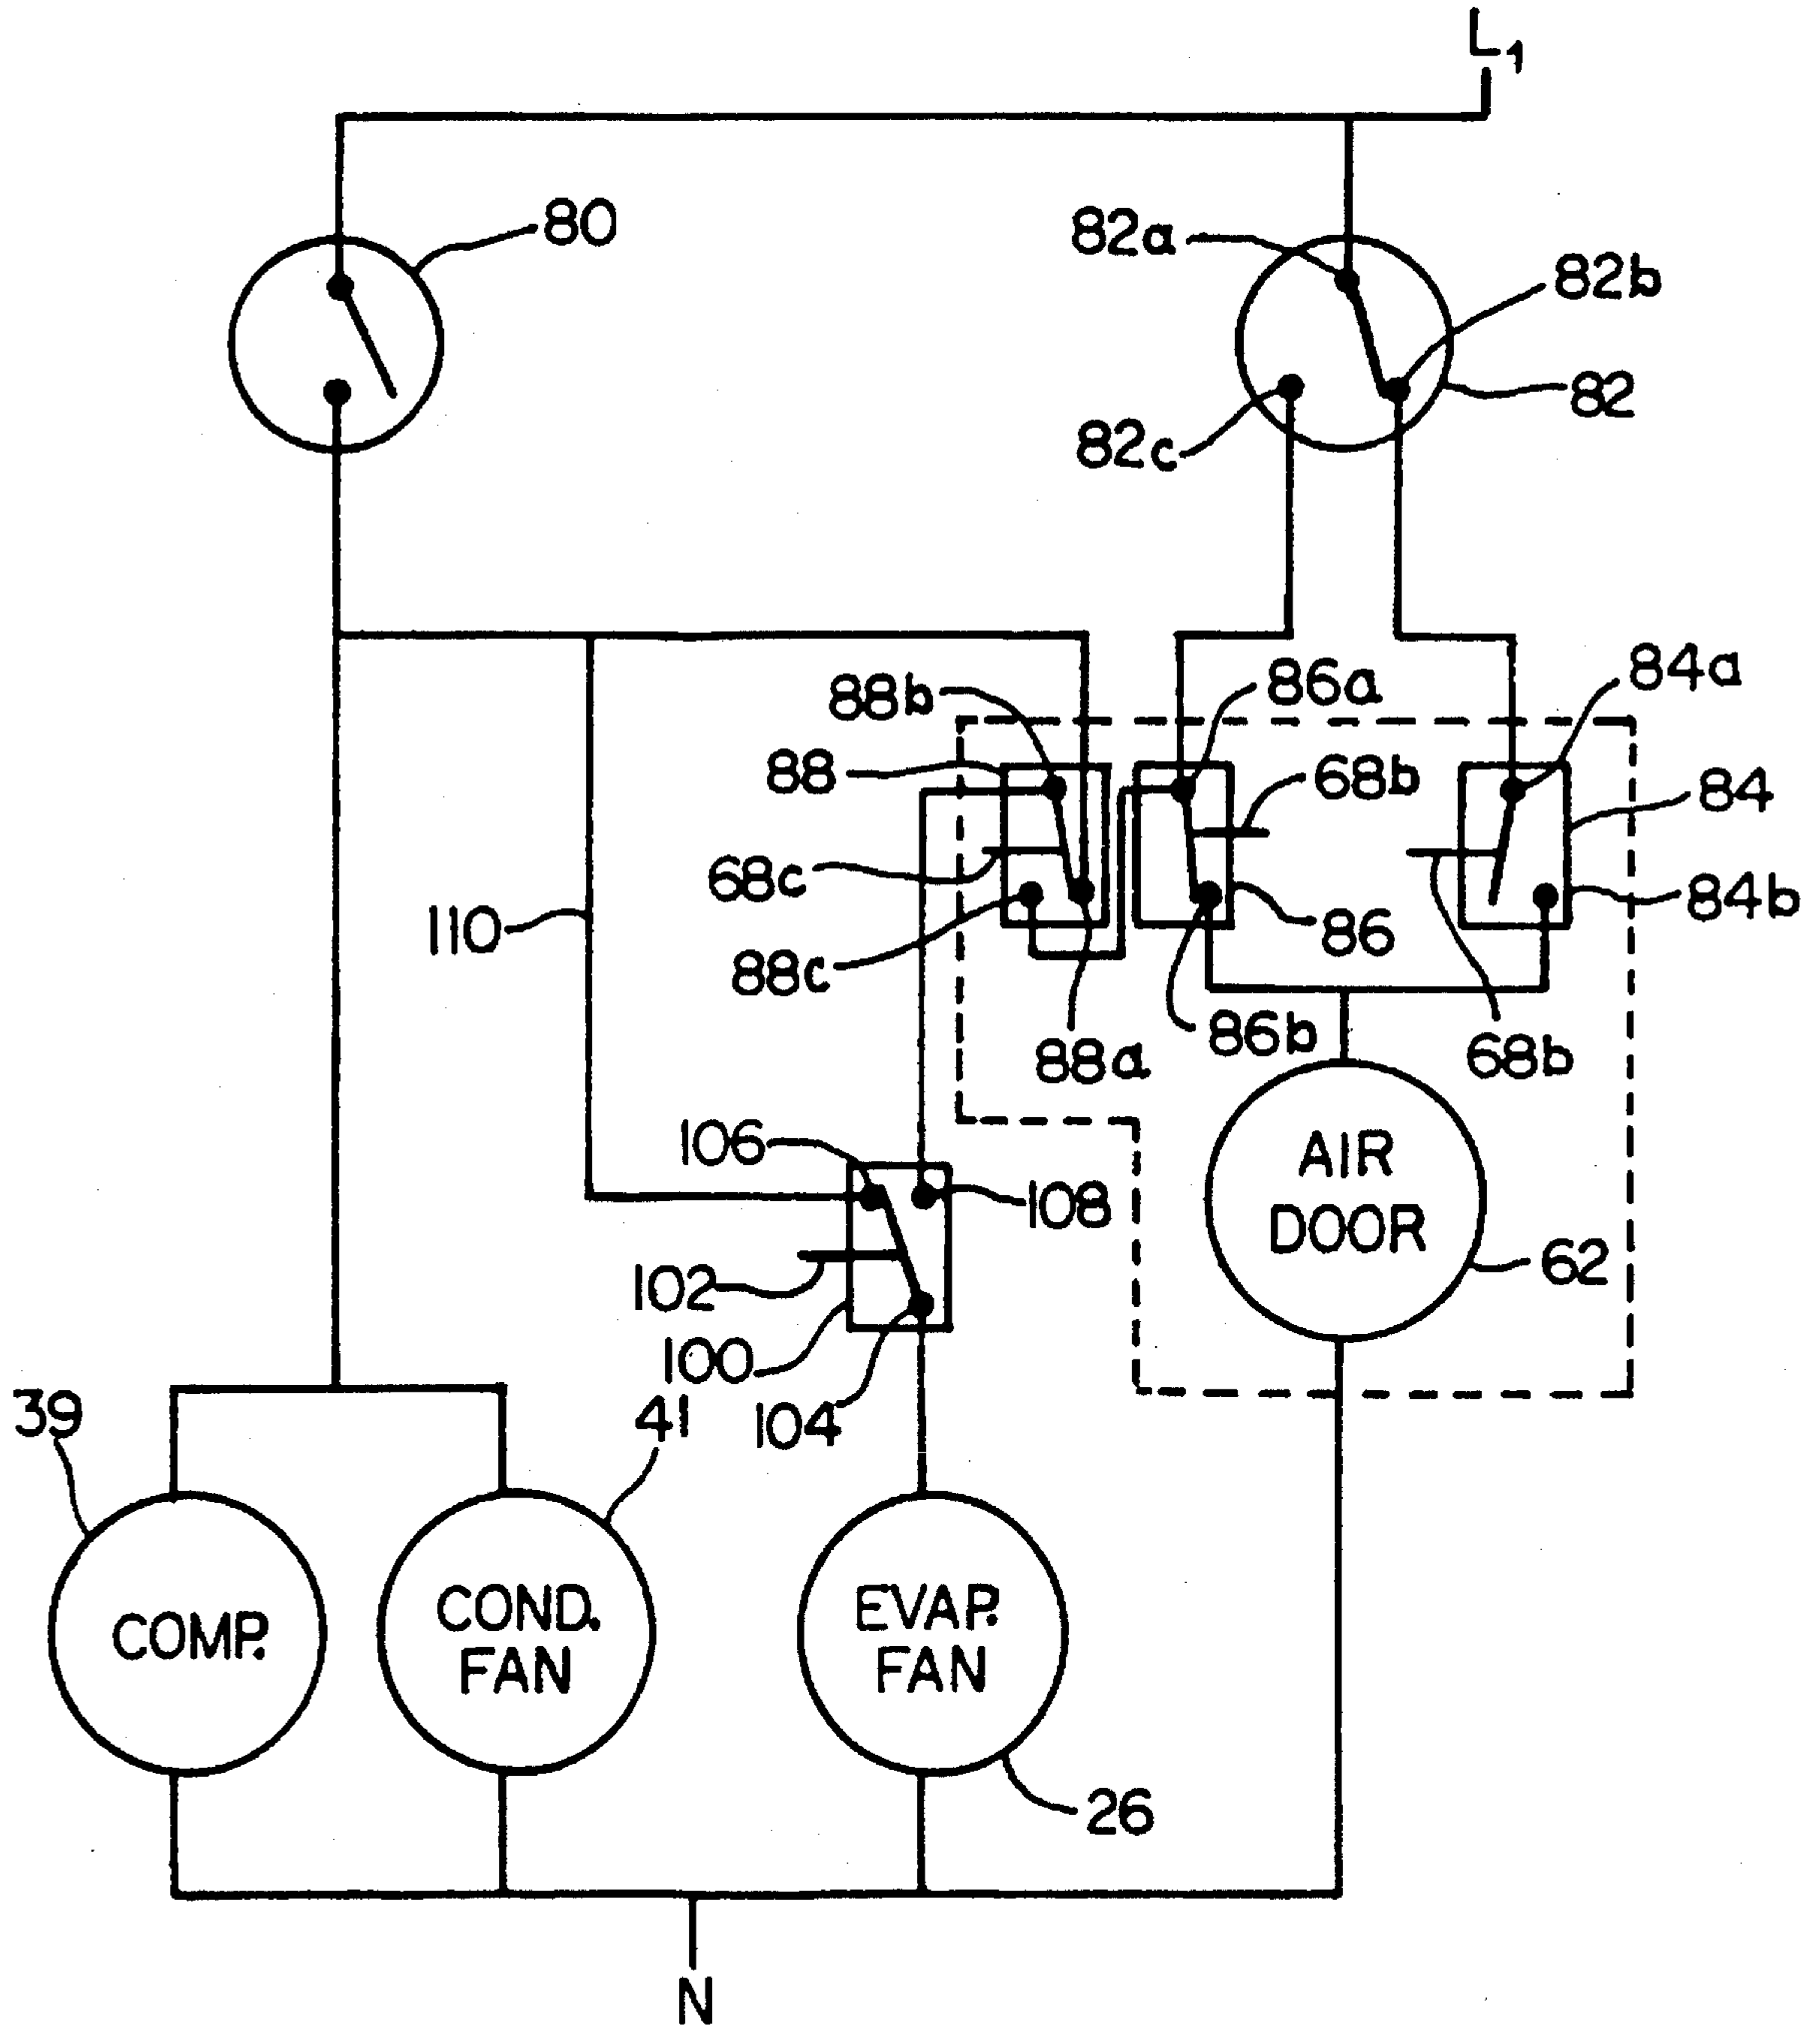 L1
80
82a
82b
82
82c
84a
88b
86a
88
68b
84
68c
84b
110
86
88c
86b
88a
68b
106
AIR
DOOR
108
62
102
100
104
39
41
COMP.
COND.
FAN
EVAP.
FAN
26
N